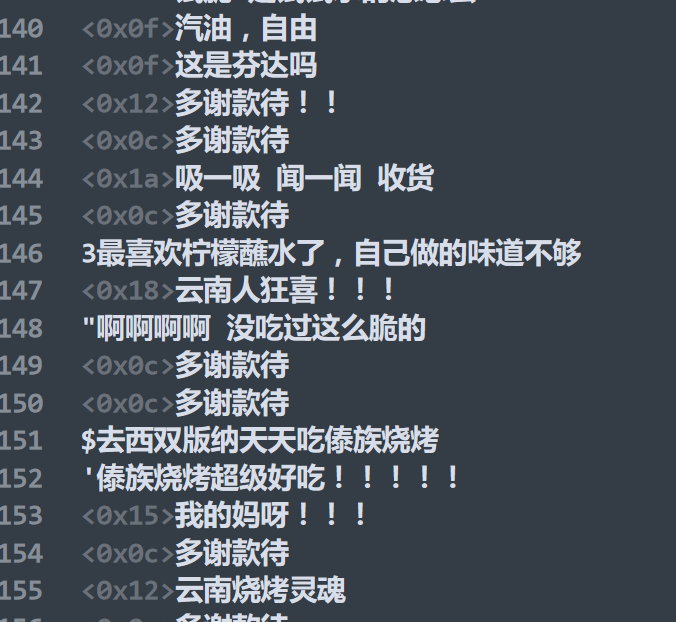 140 <0x0f>汽油，自由
141 <0x0f>这是芬达吗
142 <0x12>多谢款待！！
143 <0x0c>多谢款待
144 <0x1a>吸一吸 闻一闻 收货
145 <0x0c>多谢款待
146 3最喜欢柠檬蘸水了，自己做的味道不够
147 <0x18>云南人狂喜！！！
148 "啊啊啊啊 没吃过这么脆的
149 <0x0c>多谢款待
150 <0x0c>多谢款待
151 $去西双版纳天天吃傣族烧烤
152 '傣族烧烤超级好吃！！！！！
153 <0x15>我的妈呀！！！
154 <0x0c>多谢款待
155 <0x12>云南烧烤灵魂